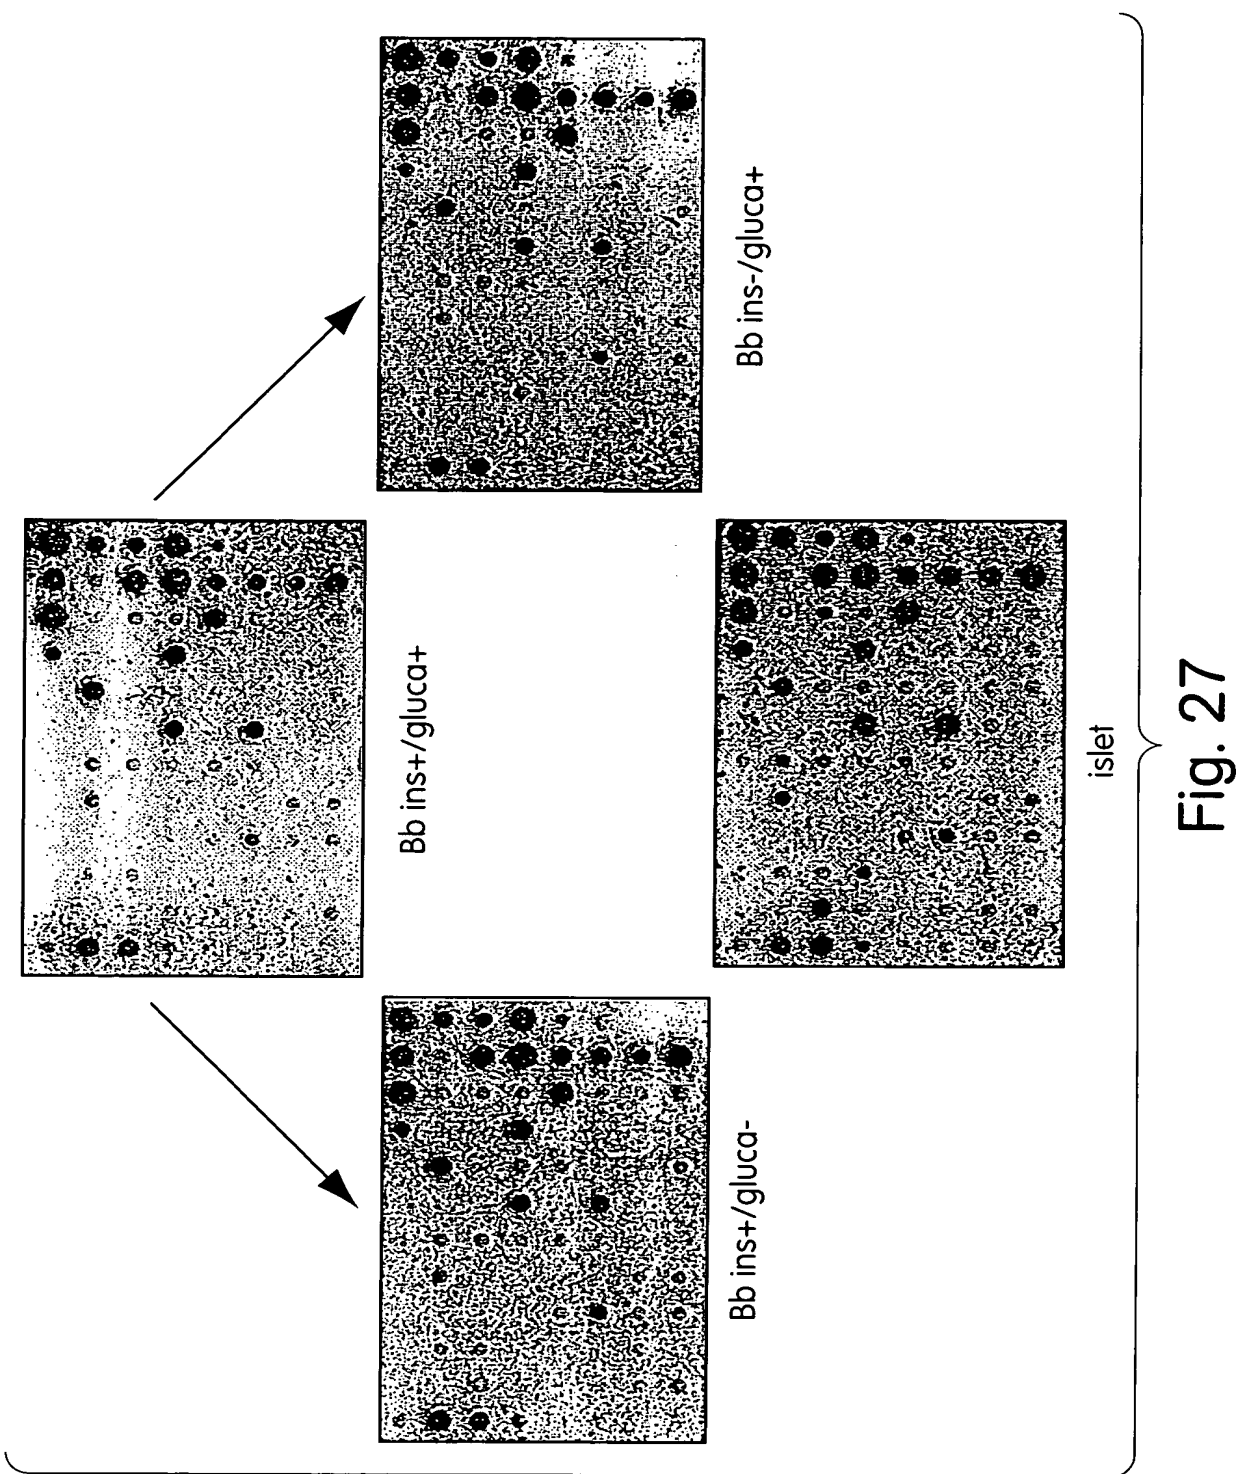 Bb ins+/gluca+
Bb ins+/gluca-
Bb ins-/gluca+
islet
Fig. 27